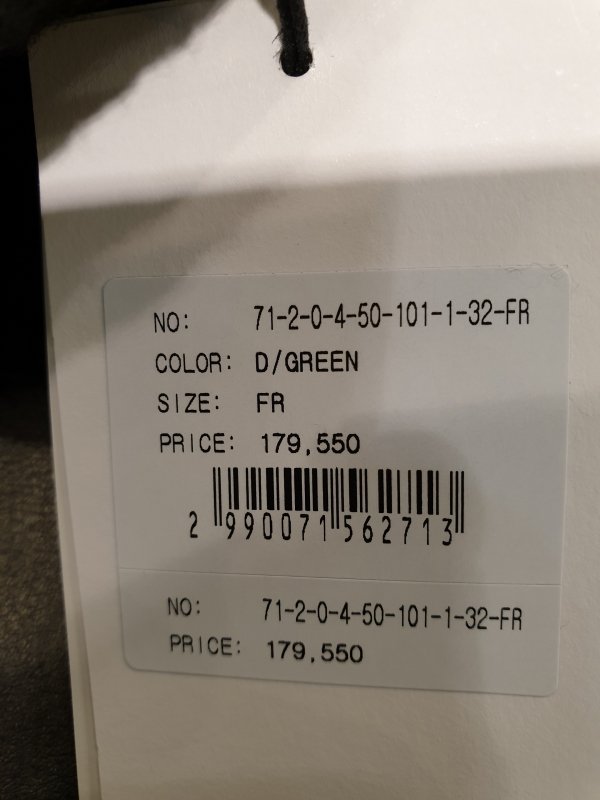 NO: 71-2-0-4-50-101-1-32-FR
COLOR: D/GREEN
SIZE: FR
PRICE: 179,550
2 990071 562713
NO: 71-2-0-4-50-101-1-32-FR
PRICE: 179,550